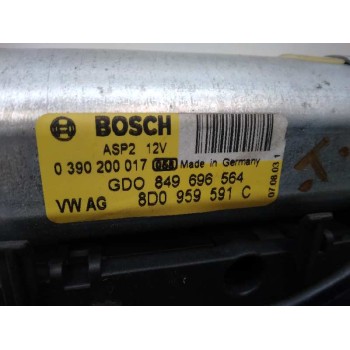 BOSCH
ASP2 12V
0 390 200 017 Made in Germany
GDO 849 696 564
VW AG 8D0 959 591 C
07.08.03 1